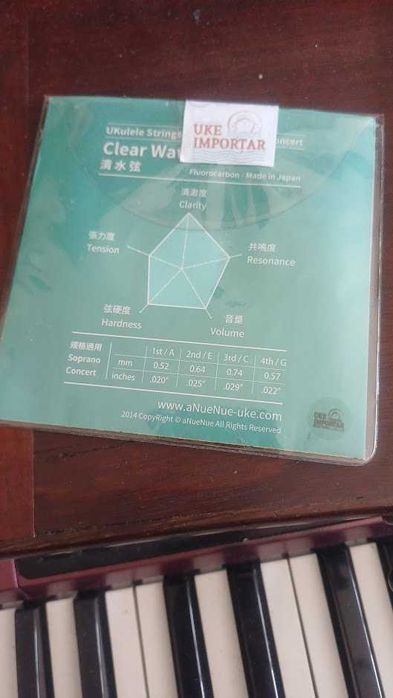 UKulele Strings
UKE
IMPORTAR
Clear
清水弦
Fluorocarbon · Made in Japan
清澈度
Clarity
張力度
Tension
共鳴度
Resonance
弦硬度
Hardness
音量
Volume
規格適用
Soprano
Concert
1st / A 2nd / E 3rd / C 4th / G
mm 0.52 0.64 0.74 0.57
inches .020" .025" .029" .022"
www.aNueNue-uke.com
2014 CopyRight © aNueNue All Rights Reserved
UKE
IMPORTAR